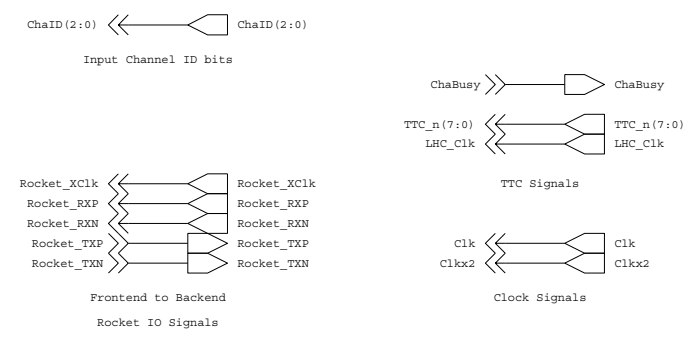 ChaID(2:0) ChaID(2:0)
Input Channel ID bits
ChaBusy ChaBusy
TTC_n(7:0) TTC_n(7:0)
LHC_Clk LHC_Clk
TTC Signals
Rocket_XClk Rocket_XClk
Rocket_RXP Rocket_RXP
Rocket_RXN Rocket_RXN
Rocket_TXP Rocket_TXP
Rocket_TXN Rocket_TXN
Frontend to Backend
Rocket IO Signals
Clk Clk
Clkx2 Clkx2
Clock Signals